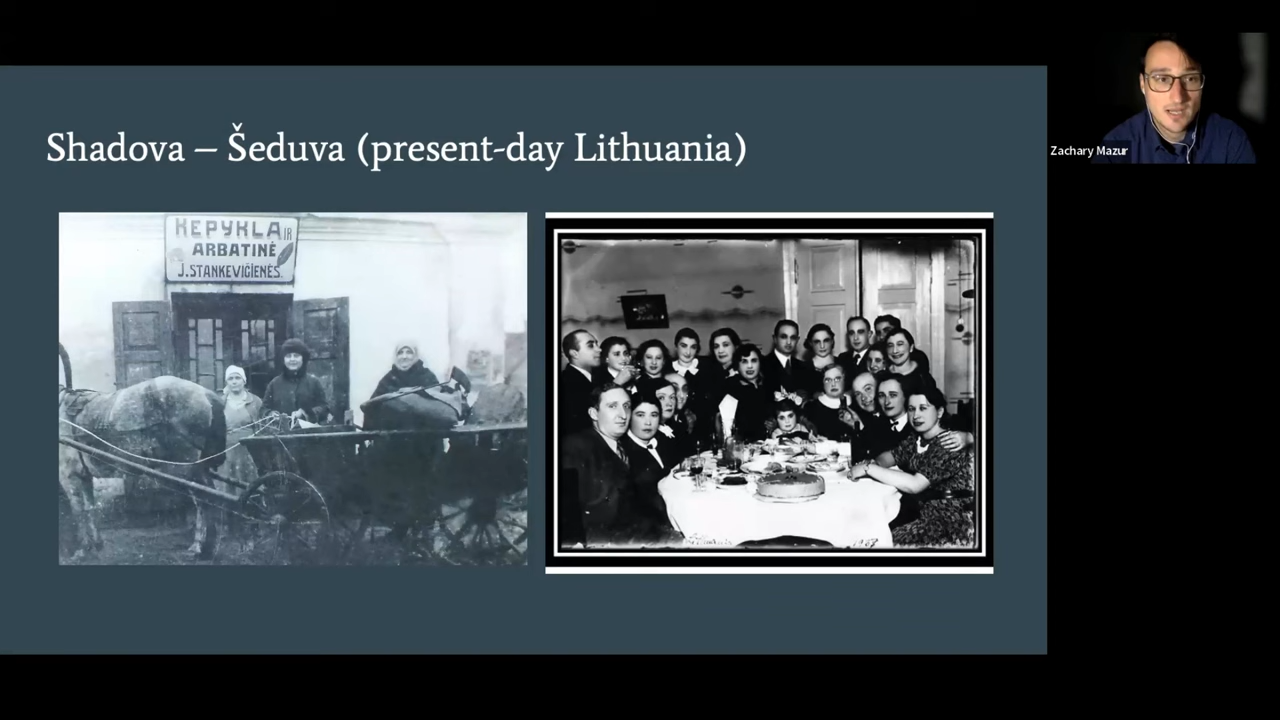 Shadova – Šeduva (present-day Lithuania)
KEPYKLA IR
ARBATINĖ
J. STANKEVIČIENĖS.
Zachary Mazur